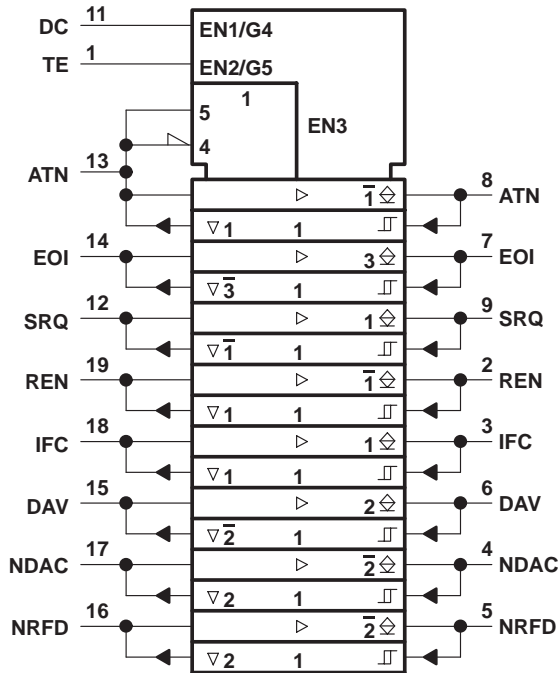 DC 11 EN1/G4
TE 1 EN2/G5
1
5 EN3
4
ATN 13
▷ 1̅ 8 ATN
▽1 1
EOI 14 ▷ 3 7 EOI
▽3̅ 1
SRQ 12 ▷ 1 9 SRQ
▽1̅ 1
REN 19 ▷ 1̅ 2 REN
▽1 1
IFC 18 ▷ 1 3 IFC
▽1 1
DAV 15 ▷ 2 6 DAV
▽2̅ 1
NDAC 17 ▷ 2̅ 4 NDAC
▽2 1
NRFD 16 ▷ 2̅ 5 NRFD
▽2 1